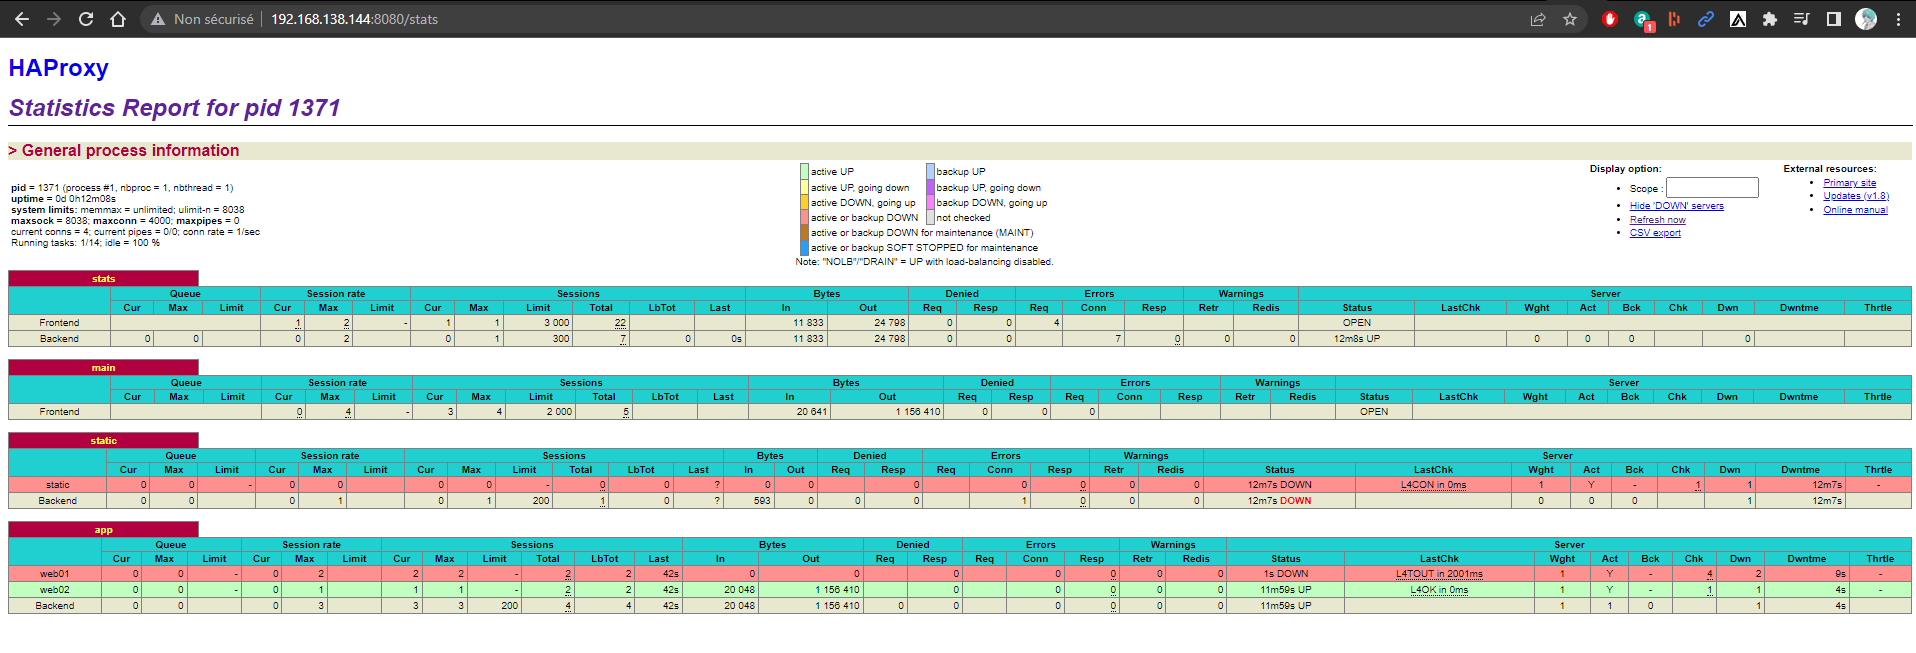 Non sécurisé | 192.168.138.144:8080/stats
1
HAProxy
Statistics Report for pid 1371
> General process information
pid = 1371 (process #1, nbproc = 1, nbthread = 1)
uptime = 0d 0h12m08s
system limits: memmax = unlimited; ulimit-n = 8038
maxsock = 8038; maxconn = 4000; maxpipes = 0
current conns = 4; current pipes = 0/0; conn rate = 1/sec
Running tasks: 1/14; idle = 100 %
active UP backup UP
active UP, going down backup UP, going down
active DOWN, going up backup DOWN, going up
active or backup DOWN not checked
active or backup DOWN for maintenance (MAINT)
active or backup SOFT STOPPED for maintenance
Note: "NOLB"/"DRAIN" = UP with load-balancing disabled.
Display option:
Scope :
Hide 'DOWN' servers
Refresh now
CSV export
External resources:
Primary site
Updates (v1.8)
Online manual
stats
Queue Session rate Sessions Bytes Denied Errors Warnings Server
Cur Max Limit Cur Max Limit Cur Max Limit Total LbTot Last In Out Req Resp Req Conn Resp Retr Redis Status LastChk Wght Act Bck Chk Dwn Dwntme Thrtle
Frontend 1 2 - 1 1 3 000 22 11 833 24 798 0 0 4 OPEN
Backend 0 0 0 2 0 1 300 7 0 0s 11 833 24 798 0 0 7 0 0 0 12m8s UP 0 0 0 0
main
Queue Session rate Sessions Bytes Denied Errors Warnings Server
Cur Max Limit Cur Max Limit Cur Max Limit Total LbTot Last In Out Req Resp Req Conn Resp Retr Redis Status LastChk Wght Act Bck Chk Dwn Dwntme Thrtle
Frontend 0 4 - 3 4 2 000 5 20 641 1 156 410 0 0 0 OPEN
static
Queue Session rate Sessions Bytes Denied Errors Warnings Server
Cur Max Limit Cur Max Limit Cur Max Limit Total LbTot Last In Out Req Resp Req Conn Resp Retr Redis Status LastChk Wght Act Bck Chk Dwn Dwntme Thrtle
static 0 0 - 0 0 0 0 - 0 0 ? 0 0 0 0 0 0 0 12m7s DOWN L4CON in 0ms 1 Y - 1 1 12m7s -
Backend 0 0 0 1 0 1 200 1 0 ? 593 0 0 0 1 0 0 0 12m7s DOWN 0 0 0 1 12m7s
app
Queue Session rate Sessions Bytes Denied Errors Warnings Server
Cur Max Limit Cur Max Limit Cur Max Limit Total LbTot Last In Out Req Resp Req Conn Resp Retr Redis Status LastChk Wght Act Bck Chk Dwn Dwntme Thrtle
web01 0 0 - 0 2 2 2 - 2 2 42s 0 0 0 0 0 0 0 1s DOWN L4TOUT in 2001ms 1 Y - 4 2 9s -
web02 0 0 - 0 1 1 1 - 2 2 42s 20 048 1 156 410 0 0 0 0 0 11m59s UP L4OK in 0ms 1 Y - 1 1 4s -
Backend 0 0 0 3 3 3 200 4 4 42s 20 048 1 156 410 0 0 0 0 0 0 11m59s UP 1 1 0 1 4s